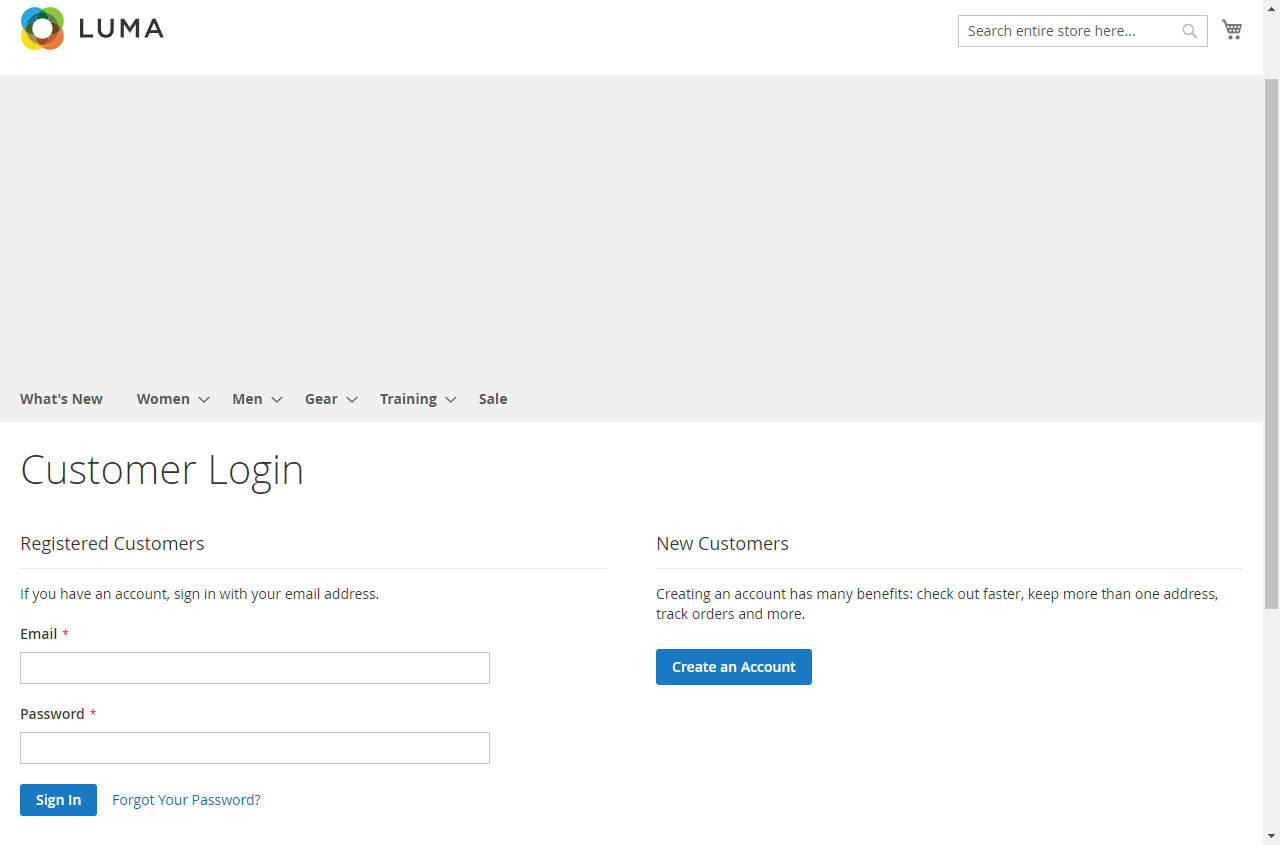 LUMA
Search entire store here...
What's New Women Men Gear Training Sale
Customer Login
Registered Customers
If you have an account, sign in with your email address.
Email *
Password *
Sign In Forgot Your Password?
New Customers
Creating an account has many benefits: check out faster, keep more than one address,
track orders and more.
Create an Account